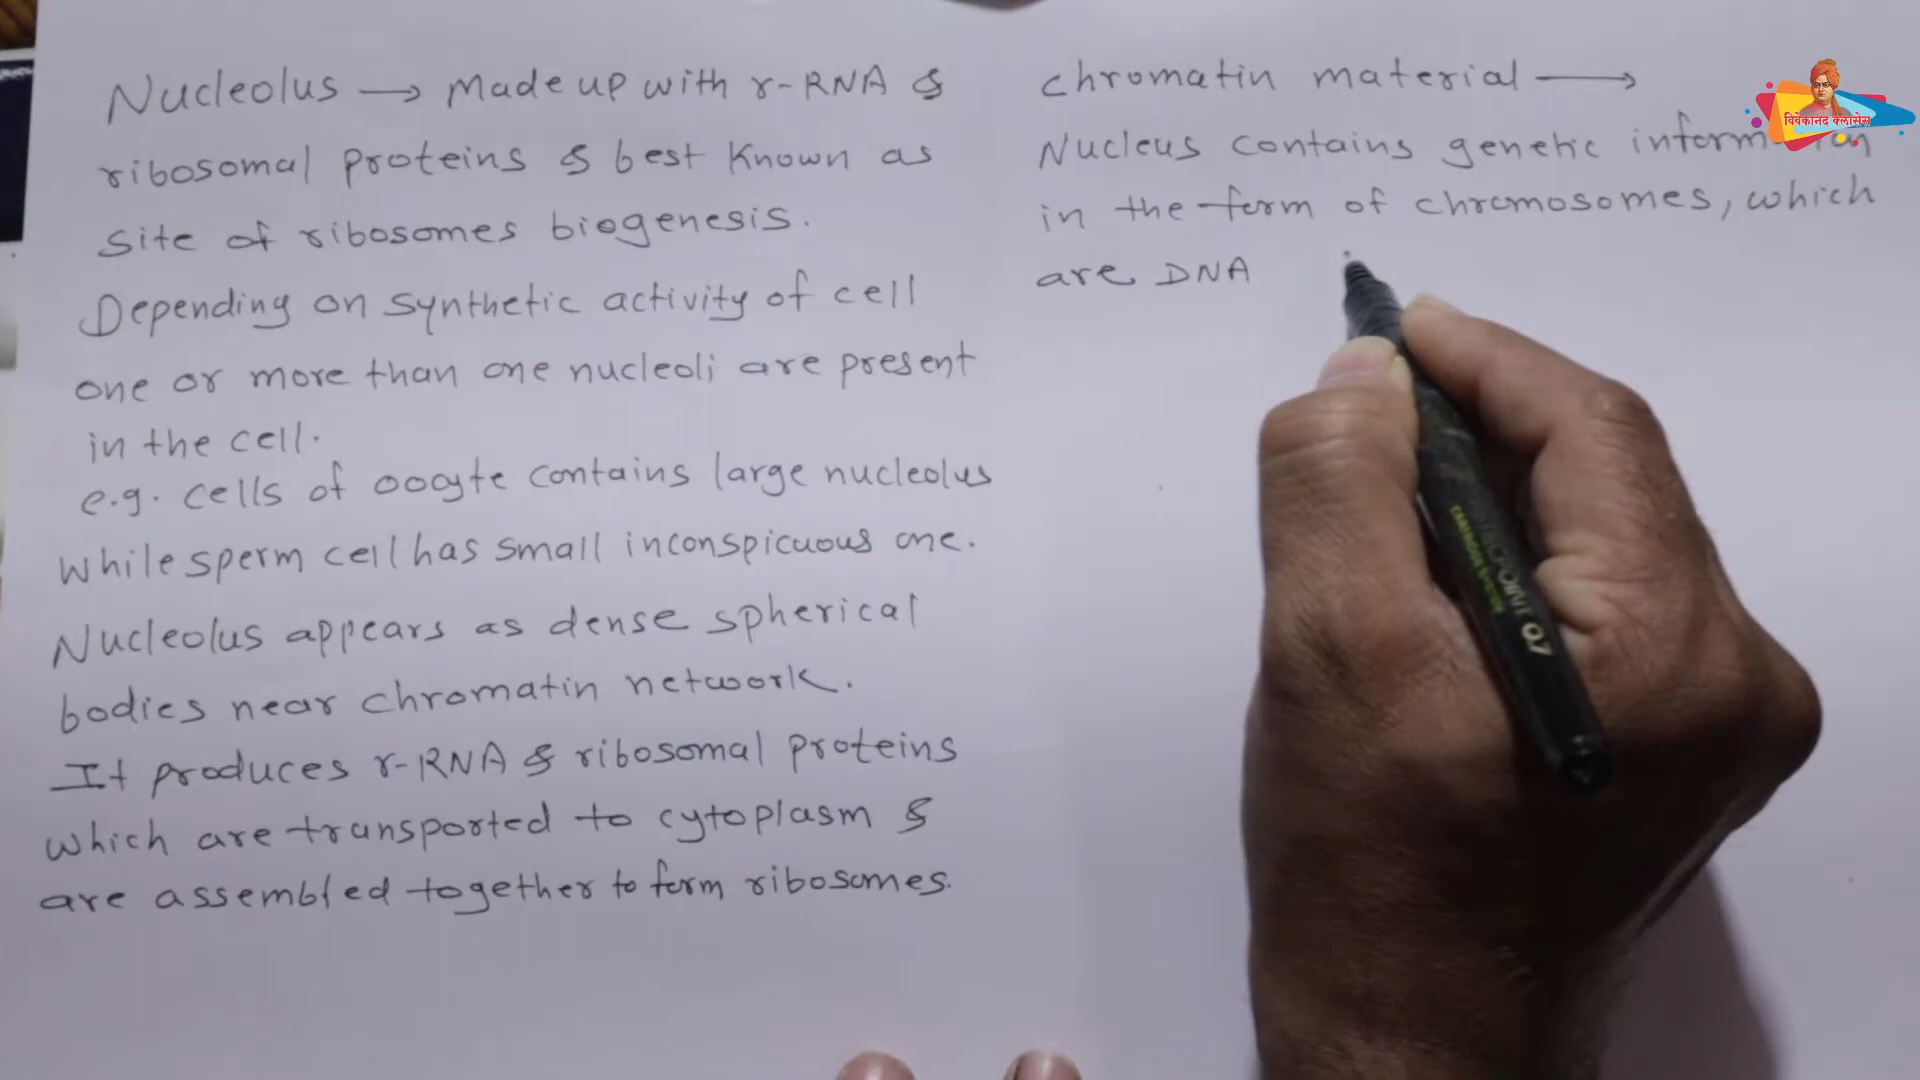 Nucleolus → Made up with r-RNA &
ribosomal proteins & best Known as
Site of ribosomes biogenesis.
Depending on synthetic activity of cell
one or more than one nucleoli are present
in the cell.
e.g. cells of oocyte contains large nucleolus
While sperm cell has small inconspicuous one.
Nucleolus appears as dense spherical
bodies near chromatin network.
It produces r-RNA & ribosomal proteins
which are transported to cytoplasm &
are assembled together to form ribosomes.
chromatin material →
Nucleus contains genetic information
in the form of chromosomes, which
are DNA
विवेकानंद क्लासेस
0.7